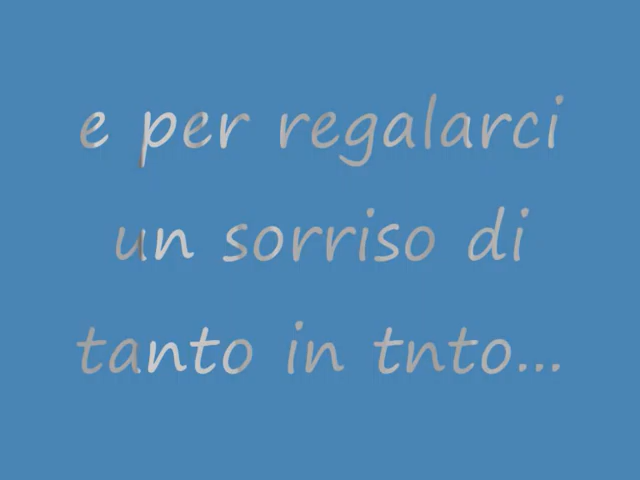 e per regalarci
un sorriso di
tanto in tnto...